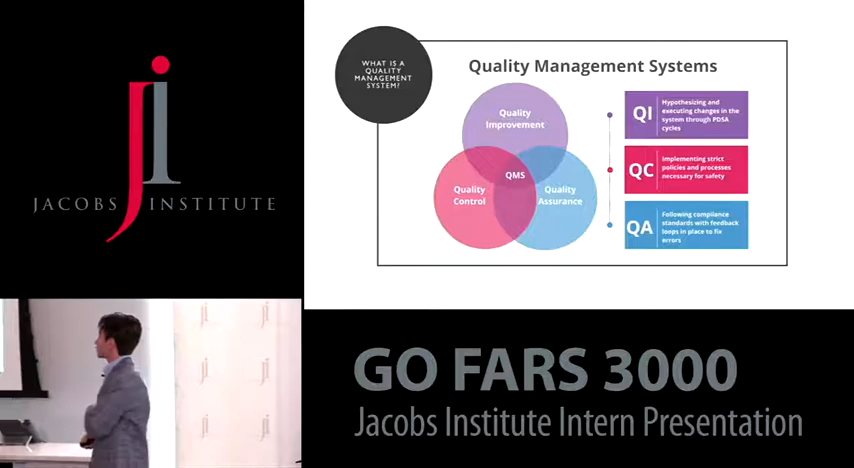 JACOBS INSTITUTE
WHAT IS A
QUALITY
MANAGEMENT
SYSTEM?
Quality Management Systems
Quality
Improvement
QMS
Quality
Control
Quality
Assurance
QI
Hypothesizing and
executing changes in the
system through PDSA
cycles
QC
Implementing strict
policies and processes
necessary for safety
QA
Following compliance
standards with feedback
loops in place to fix
errors
GO FARS 3000
Jacobs Institute Intern Presentation